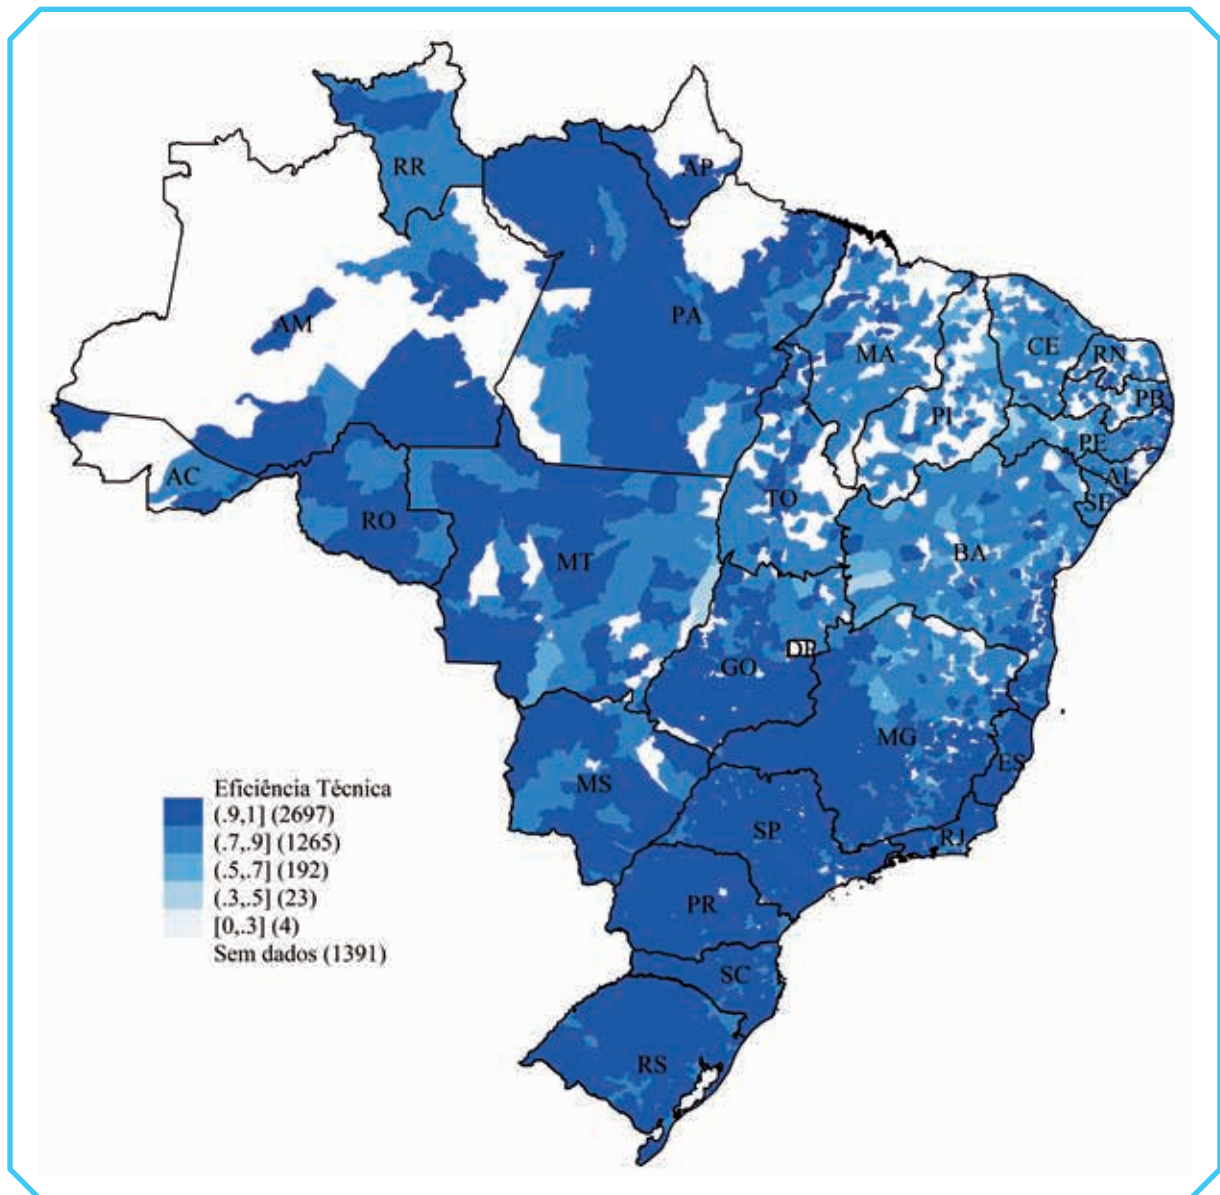 RR
AP
AM
PA
MA
CE
RN
PB
PI
PE
AL
SE
AC
TO
RO
BA
MT
DF
GO
MG
ES
MS
SP
RJ
PR
SC
RS
Eficiência Técnica
(.9,1] (2697)
(.7,.9] (1265)
(.5,.7] (192)
(.3,.5] (23)
[0,.3] (4)
Sem dados (1391)